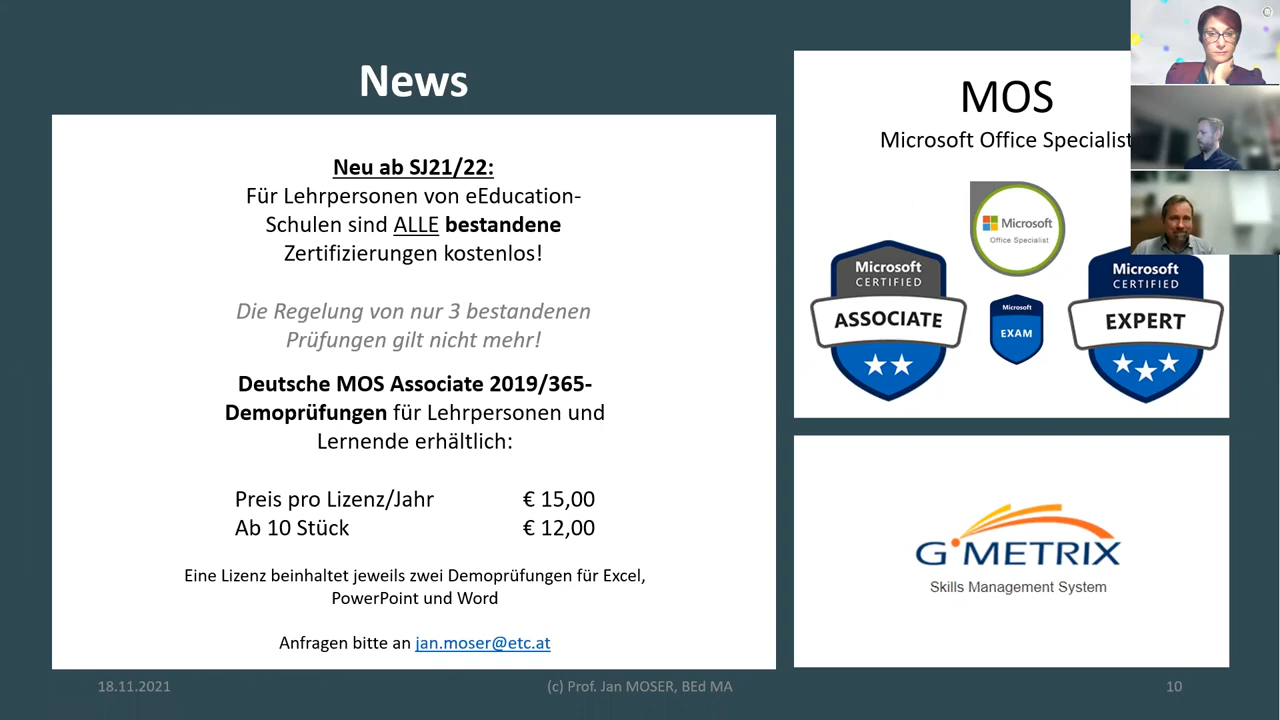 News
Neu ab SJ21/22:
Für Lehrpersonen von eEducation-
Schulen sind ALLE bestandene
Zertifizierungen kostenlos!
Die Regelung von nur 3 bestandenen
Prüfungen gilt nicht mehr!
Deutsche MOS Associate 2019/365-
Demoprüfungen für Lehrpersonen und
Lernende erhältlich:
Preis pro Lizenz/Jahr € 15,00
Ab 10 Stück € 12,00
Eine Lizenz beinhaltet jeweils zwei Demoprüfungen für Excel,
PowerPoint und Word
Anfragen bitte an jan.moser@etc.at
MOS
Microsoft Office Specialist
Microsoft
Office Specialist
Microsoft
CERTIFIED
ASSOCIATE
Microsoft
EXAM
Microsoft
CERTIFIED
EXPERT
GMETRIX
Skills Management System
18.11.2021
(c) Prof. Jan MOSER, BEd MA
10